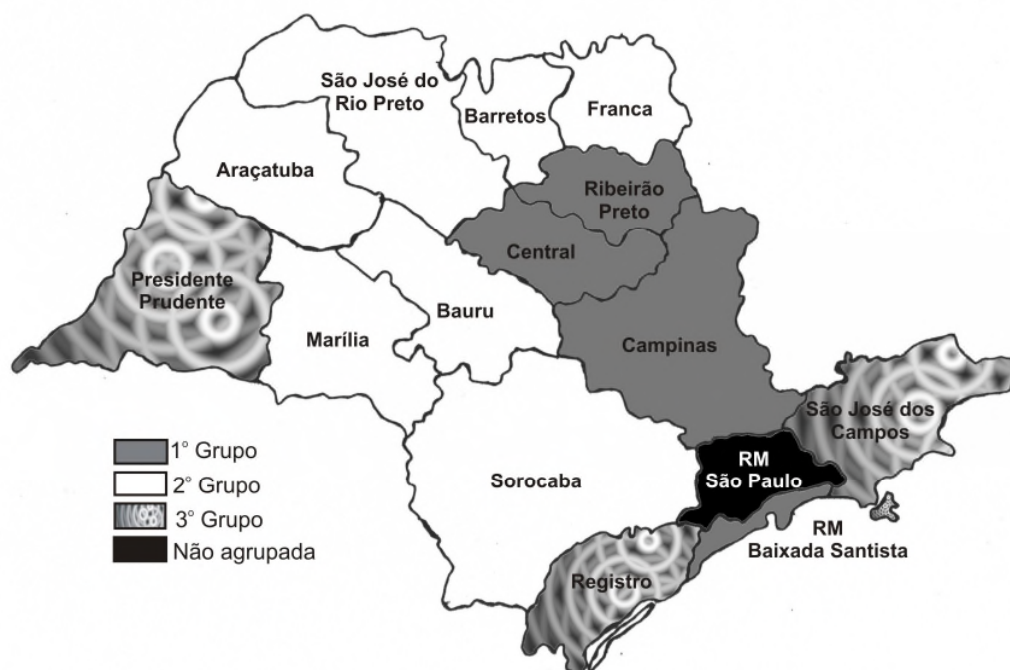 São José do
Rio Preto
Barretos
Franca
Araçatuba
Ribeirão
Preto
Central
Presidente
Prudente
Marília
Bauru
Campinas
São José dos
Campos
RM
São Paulo
Sorocaba
RM
Baixada Santista
Registro
1° Grupo
2° Grupo
3° Grupo
Não agrupada